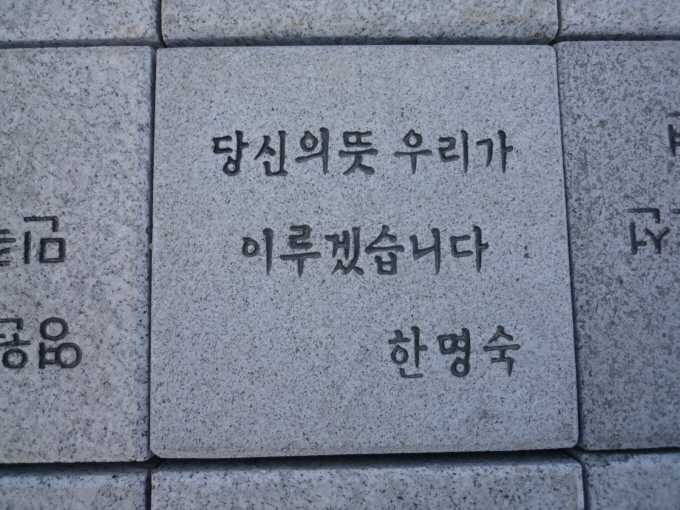 당신의뜻 우리가
이루겠습니다
한명숙